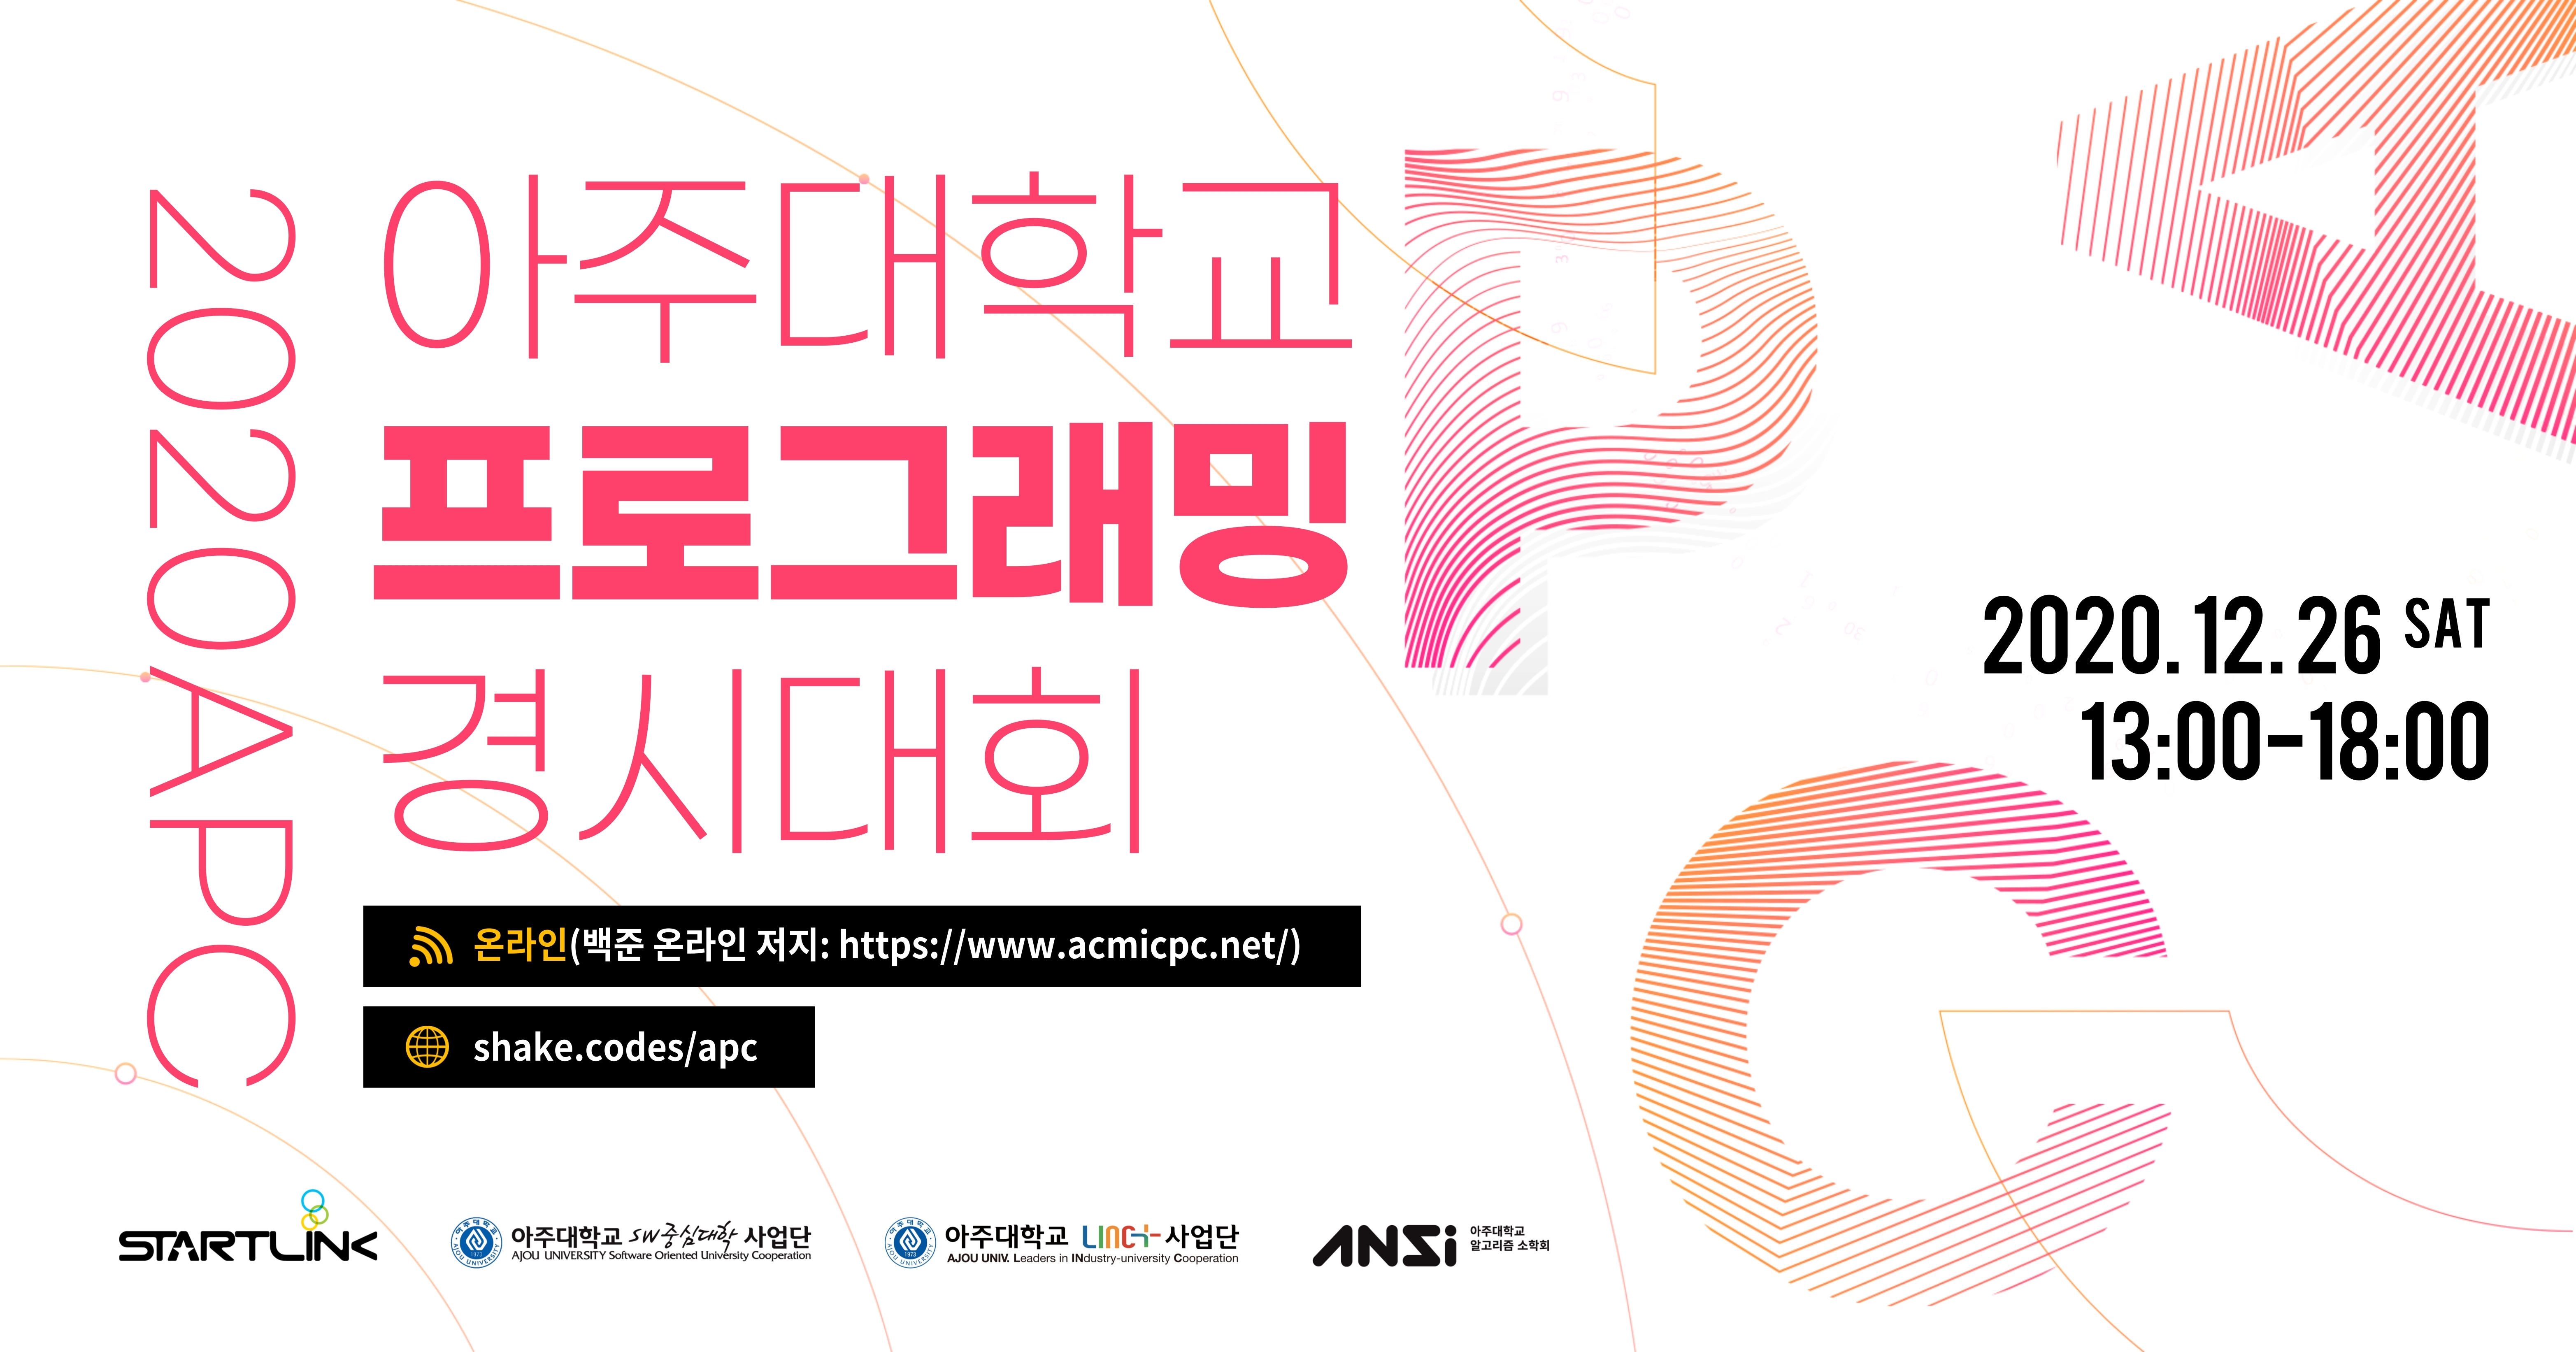 2020APC
아주대학교
프로그래밍
경시대회
온라인(백준 온라인 저지: https://www.acmicpc.net/)
shake.codes/apc
A
P
C
2020.12.26 SAT
13:00-18:00
STARTLINK
아주대학교 SW중심대학 사업단
AJOU UNIVERSITY Software Oriented University Cooperation
아주대학교 LINC+ 사업단
AJOU UNIV. Leaders in INdustry-university Cooperation
ANSi
아주대학교
알고리즘 소학회